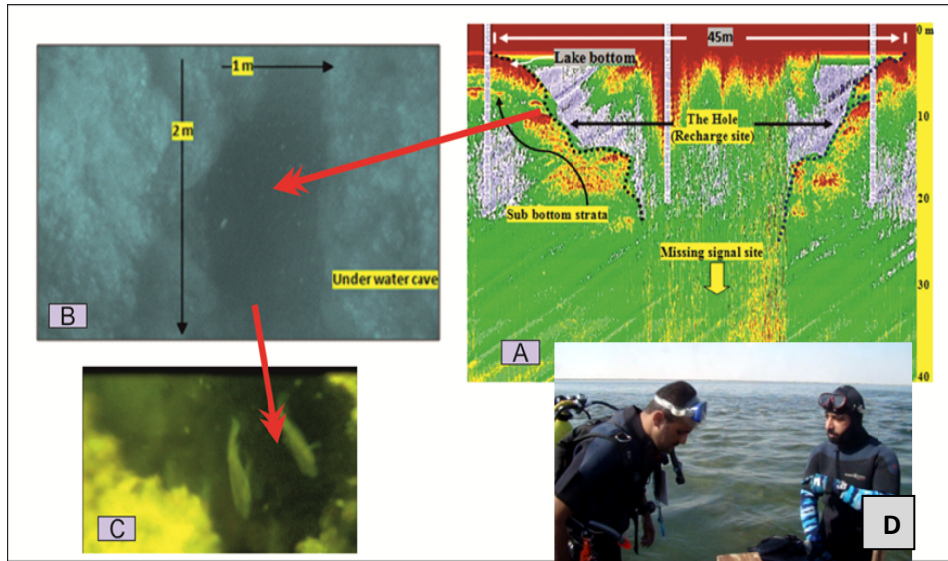 1 m
2 m
Under water cave
B
45m
0 m
Lake bottom
10
The Hole
(Recharge site)
20
Sub bottom strata
Missing signal site
30
A
40
C
D